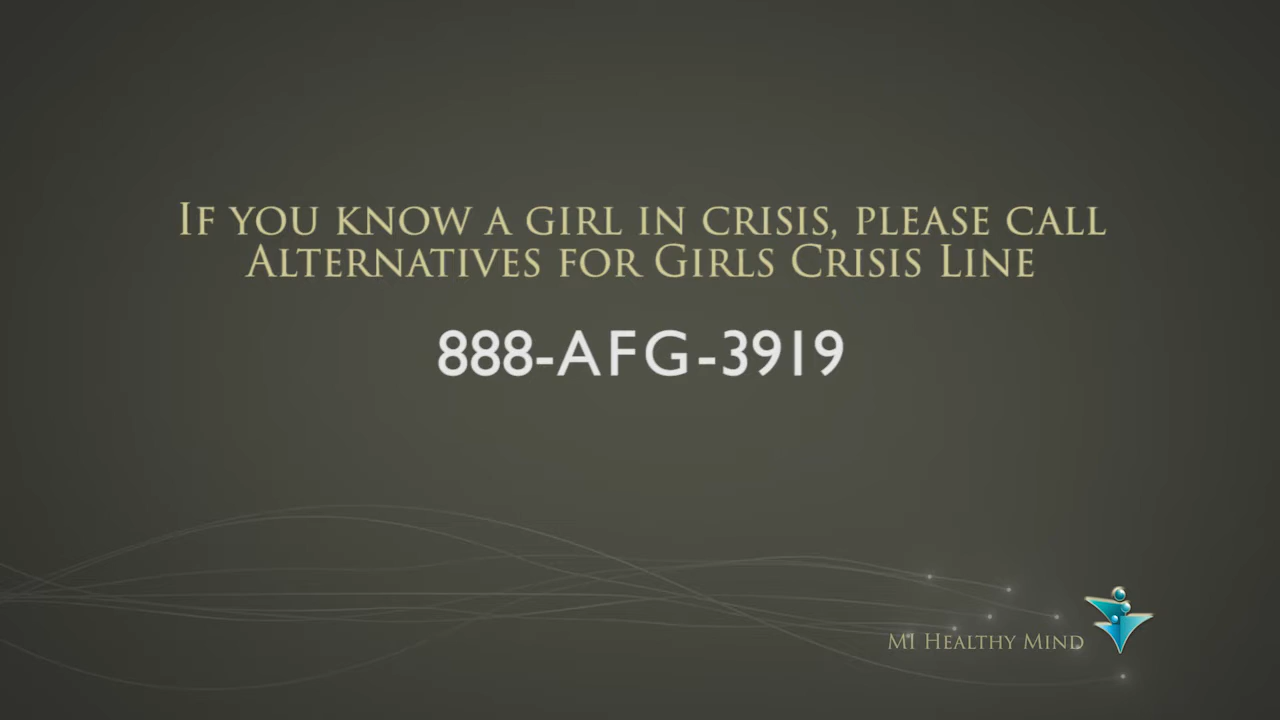 If you know a girl in crisis, please call
Alternatives for Girls Crisis Line
888-AFG-3919
MI Healthy Mind